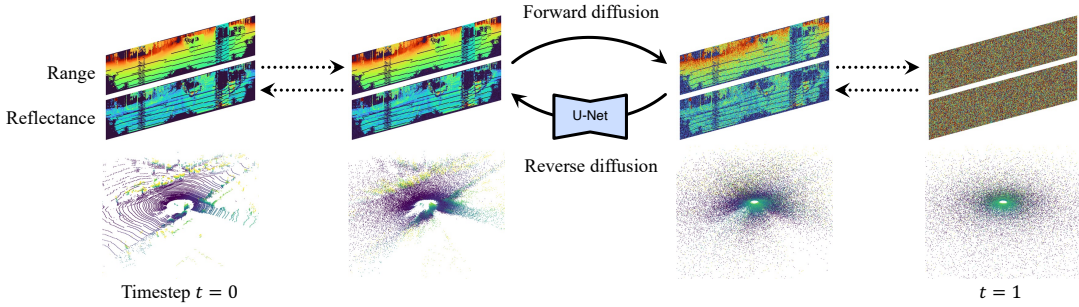 Forward diffusion
Range
Reflectance
U-Net
Reverse diffusion
Timestep t = 0
t = 1